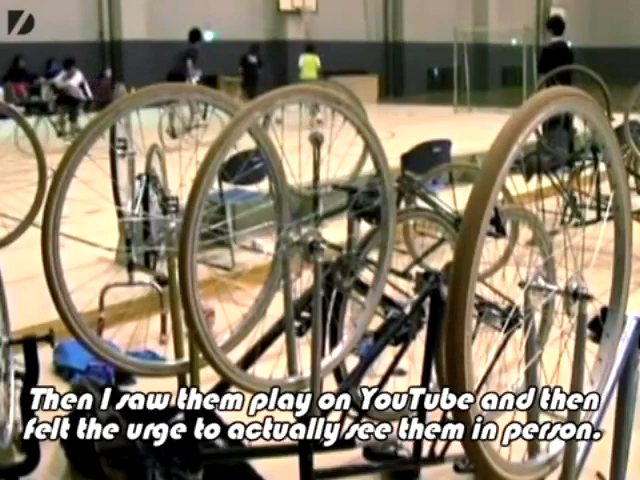 Then I saw them play on YouTube and then
felt the urge to actually see them in person.